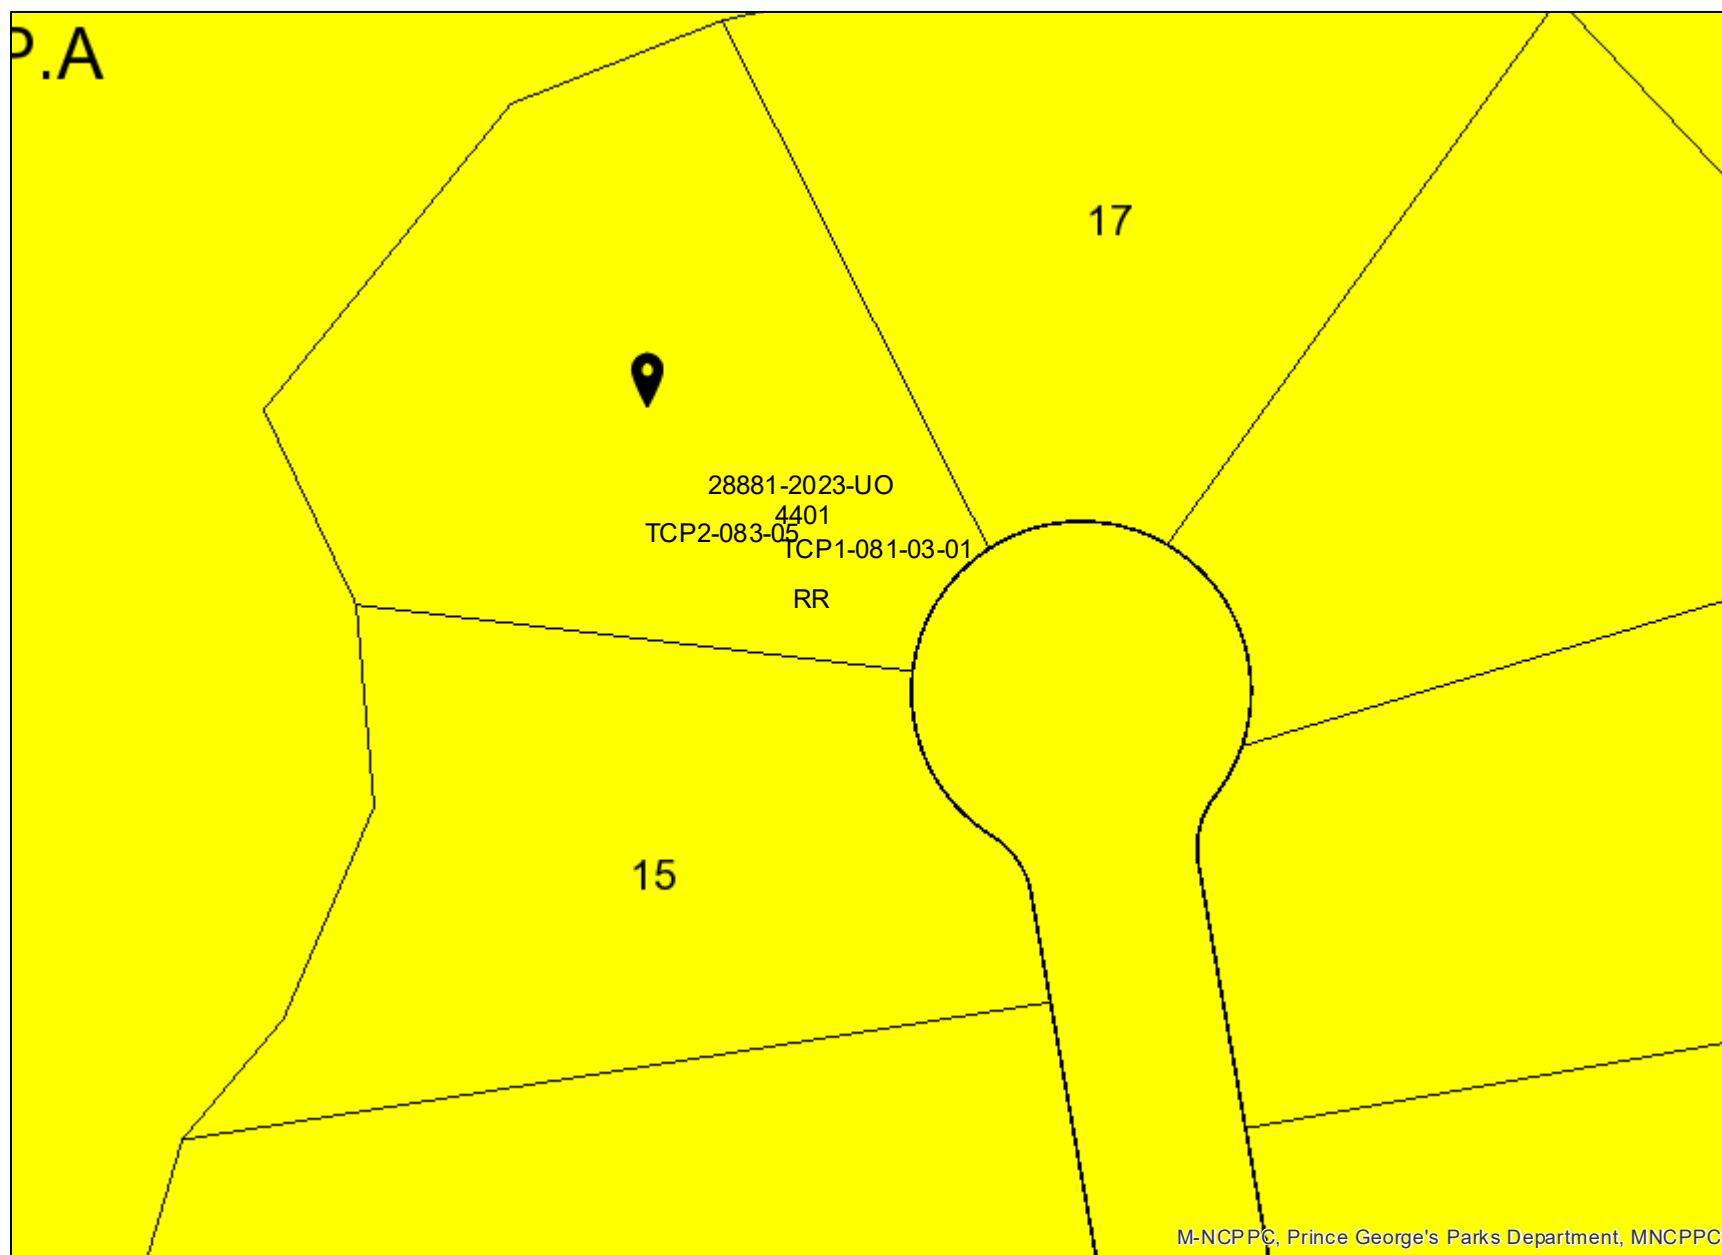 P.A
17
28881-2023-UO
4401
TCP2-083-05
TCP1-081-03-01
RR
15
M-NCPPC, Prince George's Parks Department, MNCPPC